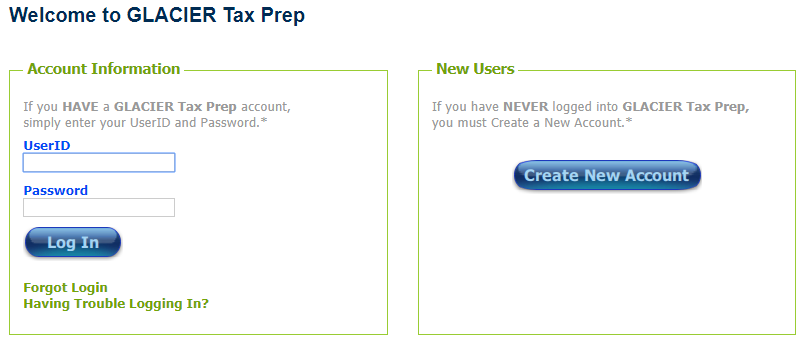 Welcome to GLACIER Tax Prep
Account Information
If you HAVE a GLACIER Tax Prep account,
simply enter your UserID and Password.*
UserID
Password
Log In
Forgot Login
Having Trouble Logging In?
New Users
If you have NEVER logged into GLACIER Tax Prep,
you must Create a New Account.*
Create New Account